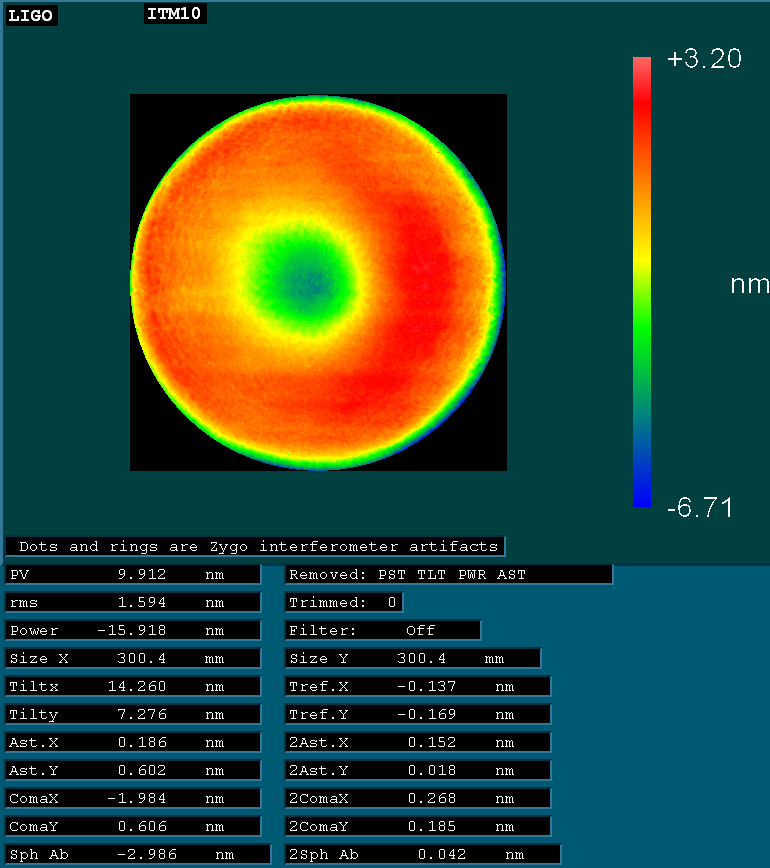 LIGO ITM10
+3.20
nm
-6.71
Dots and rings are Zygo interferometer artifacts
PV 9.912 nm Removed: PST TLT PWR AST
rms 1.594 nm Trimmed: 0
Power -15.918 nm Filter: Off
Size X 300.4 mm Size Y 300.4 mm
Tiltx 14.260 nm Tref.X -0.137 nm
Tilty 7.276 nm Tref.Y -0.169 nm
Ast.X 0.186 nm 2Ast.X 0.152 nm
Ast.Y 0.602 nm 2Ast.Y 0.018 nm
ComaX -1.984 nm 2ComaX 0.268 nm
ComaY 0.606 nm 2ComaY 0.185 nm
Sph Ab -2.986 nm 2Sph Ab 0.042 nm